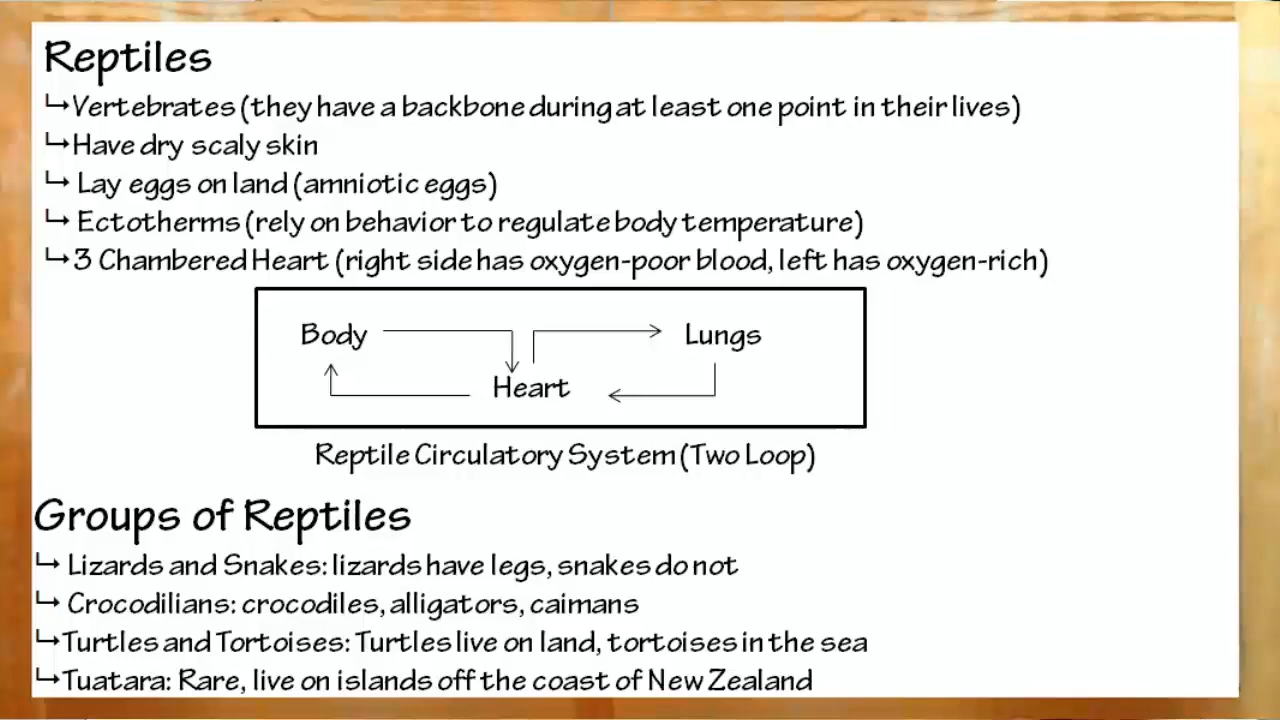 Reptiles
↳Vertebrates (they have a backbone during at least one point in their lives)
↳Have dry scaly skin
↳ Lay eggs on land (amniotic eggs)
↳ Ectotherms (rely on behavior to regulate body temperature)
↳3 Chambered Heart (right side has oxygen-poor blood, left has oxygen-rich)
Body Lungs
Heart
Reptile Circulatory System (Two Loop)
Groups of Reptiles
↳ Lizards and Snakes: lizards have legs, snakes do not
↳ Crocodilians: crocodiles, alligators, caimans
↳Turtles and Tortoises: Turtles live on land, tortoises in the sea
↳Tuatara: Rare, live on islands off the coast of New Zealand